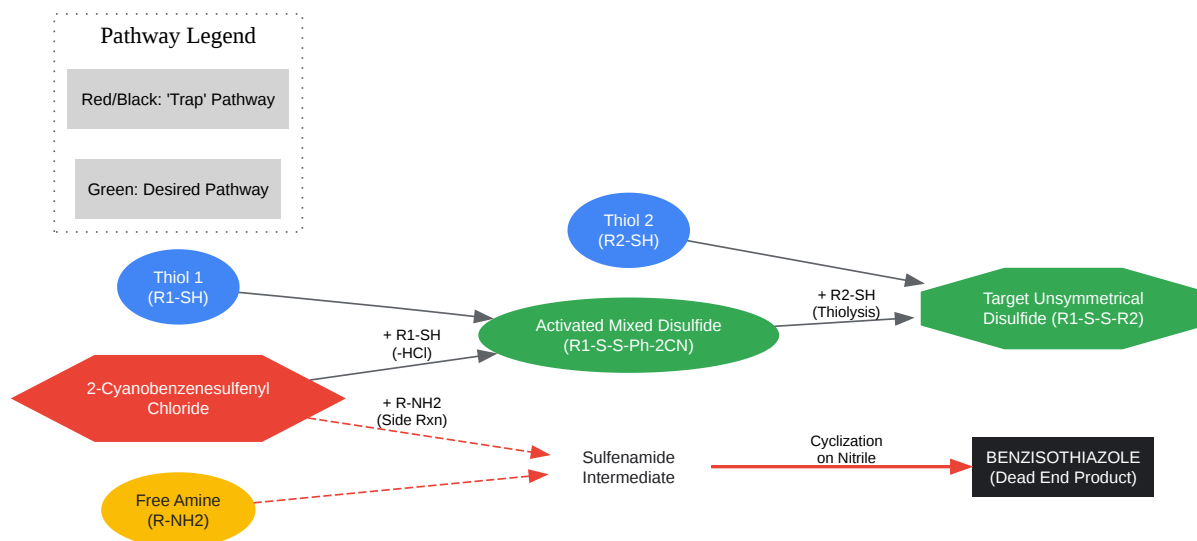 Pathway Legend
Red/Black: 'Trap' Pathway
Green: Desired Pathway
Thiol 1
(R1-SH)
Thiol 2
(R2-SH)
+ R1-SH
(-HCl)
Activated Mixed Disulfide
(R1-S-S-Ph-2CN)
+ R2-SH
(Thiolysis)
Target Unsymmetrical
Disulfide (R1-S-S-R2)
2-Cyanobenzenesulfenyl
Chloride
+ R-NH2
(Side Rxn)
Free Amine
(R-NH2)
Sulfenamide
Intermediate
Cyclization
on Nitrile
BENZISOTHIAZOLE
(Dead End Product)